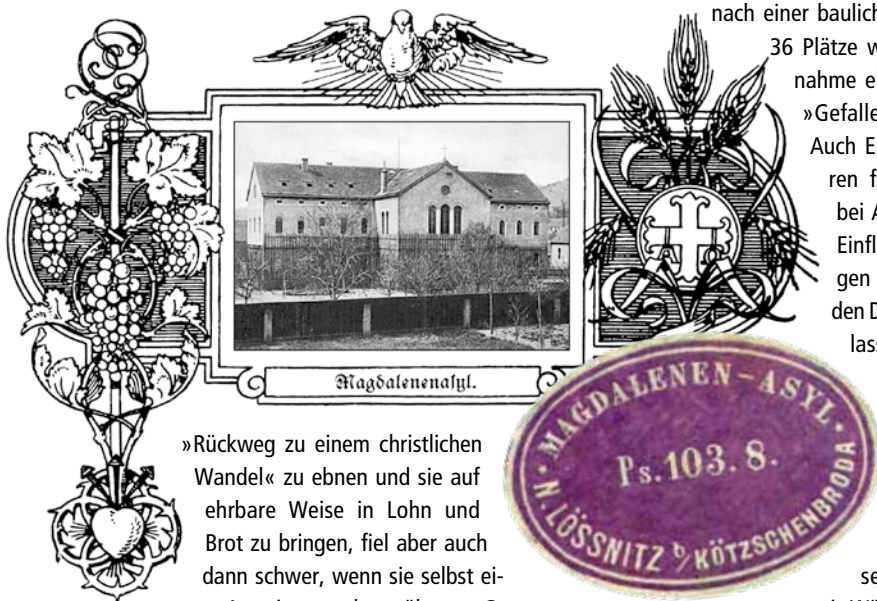 nach einer baulich
36 Plätze
nahme
»Gefalle
Auch
ren
bei
Einfl
gen
den
lass
Magdalenenasyl.
MAGDALENEN-ASYL
Ps. 103. 8.
N. LÖSSNITZ b/ KÖTZSCHENBRODA
»Rückweg zu einem christlichen
Wandel« zu ebnen und sie auf
ehrbare Weise in Lohn und
Brot zu bringen, fiel aber auch
dann schwer, wenn sie selbst ei-